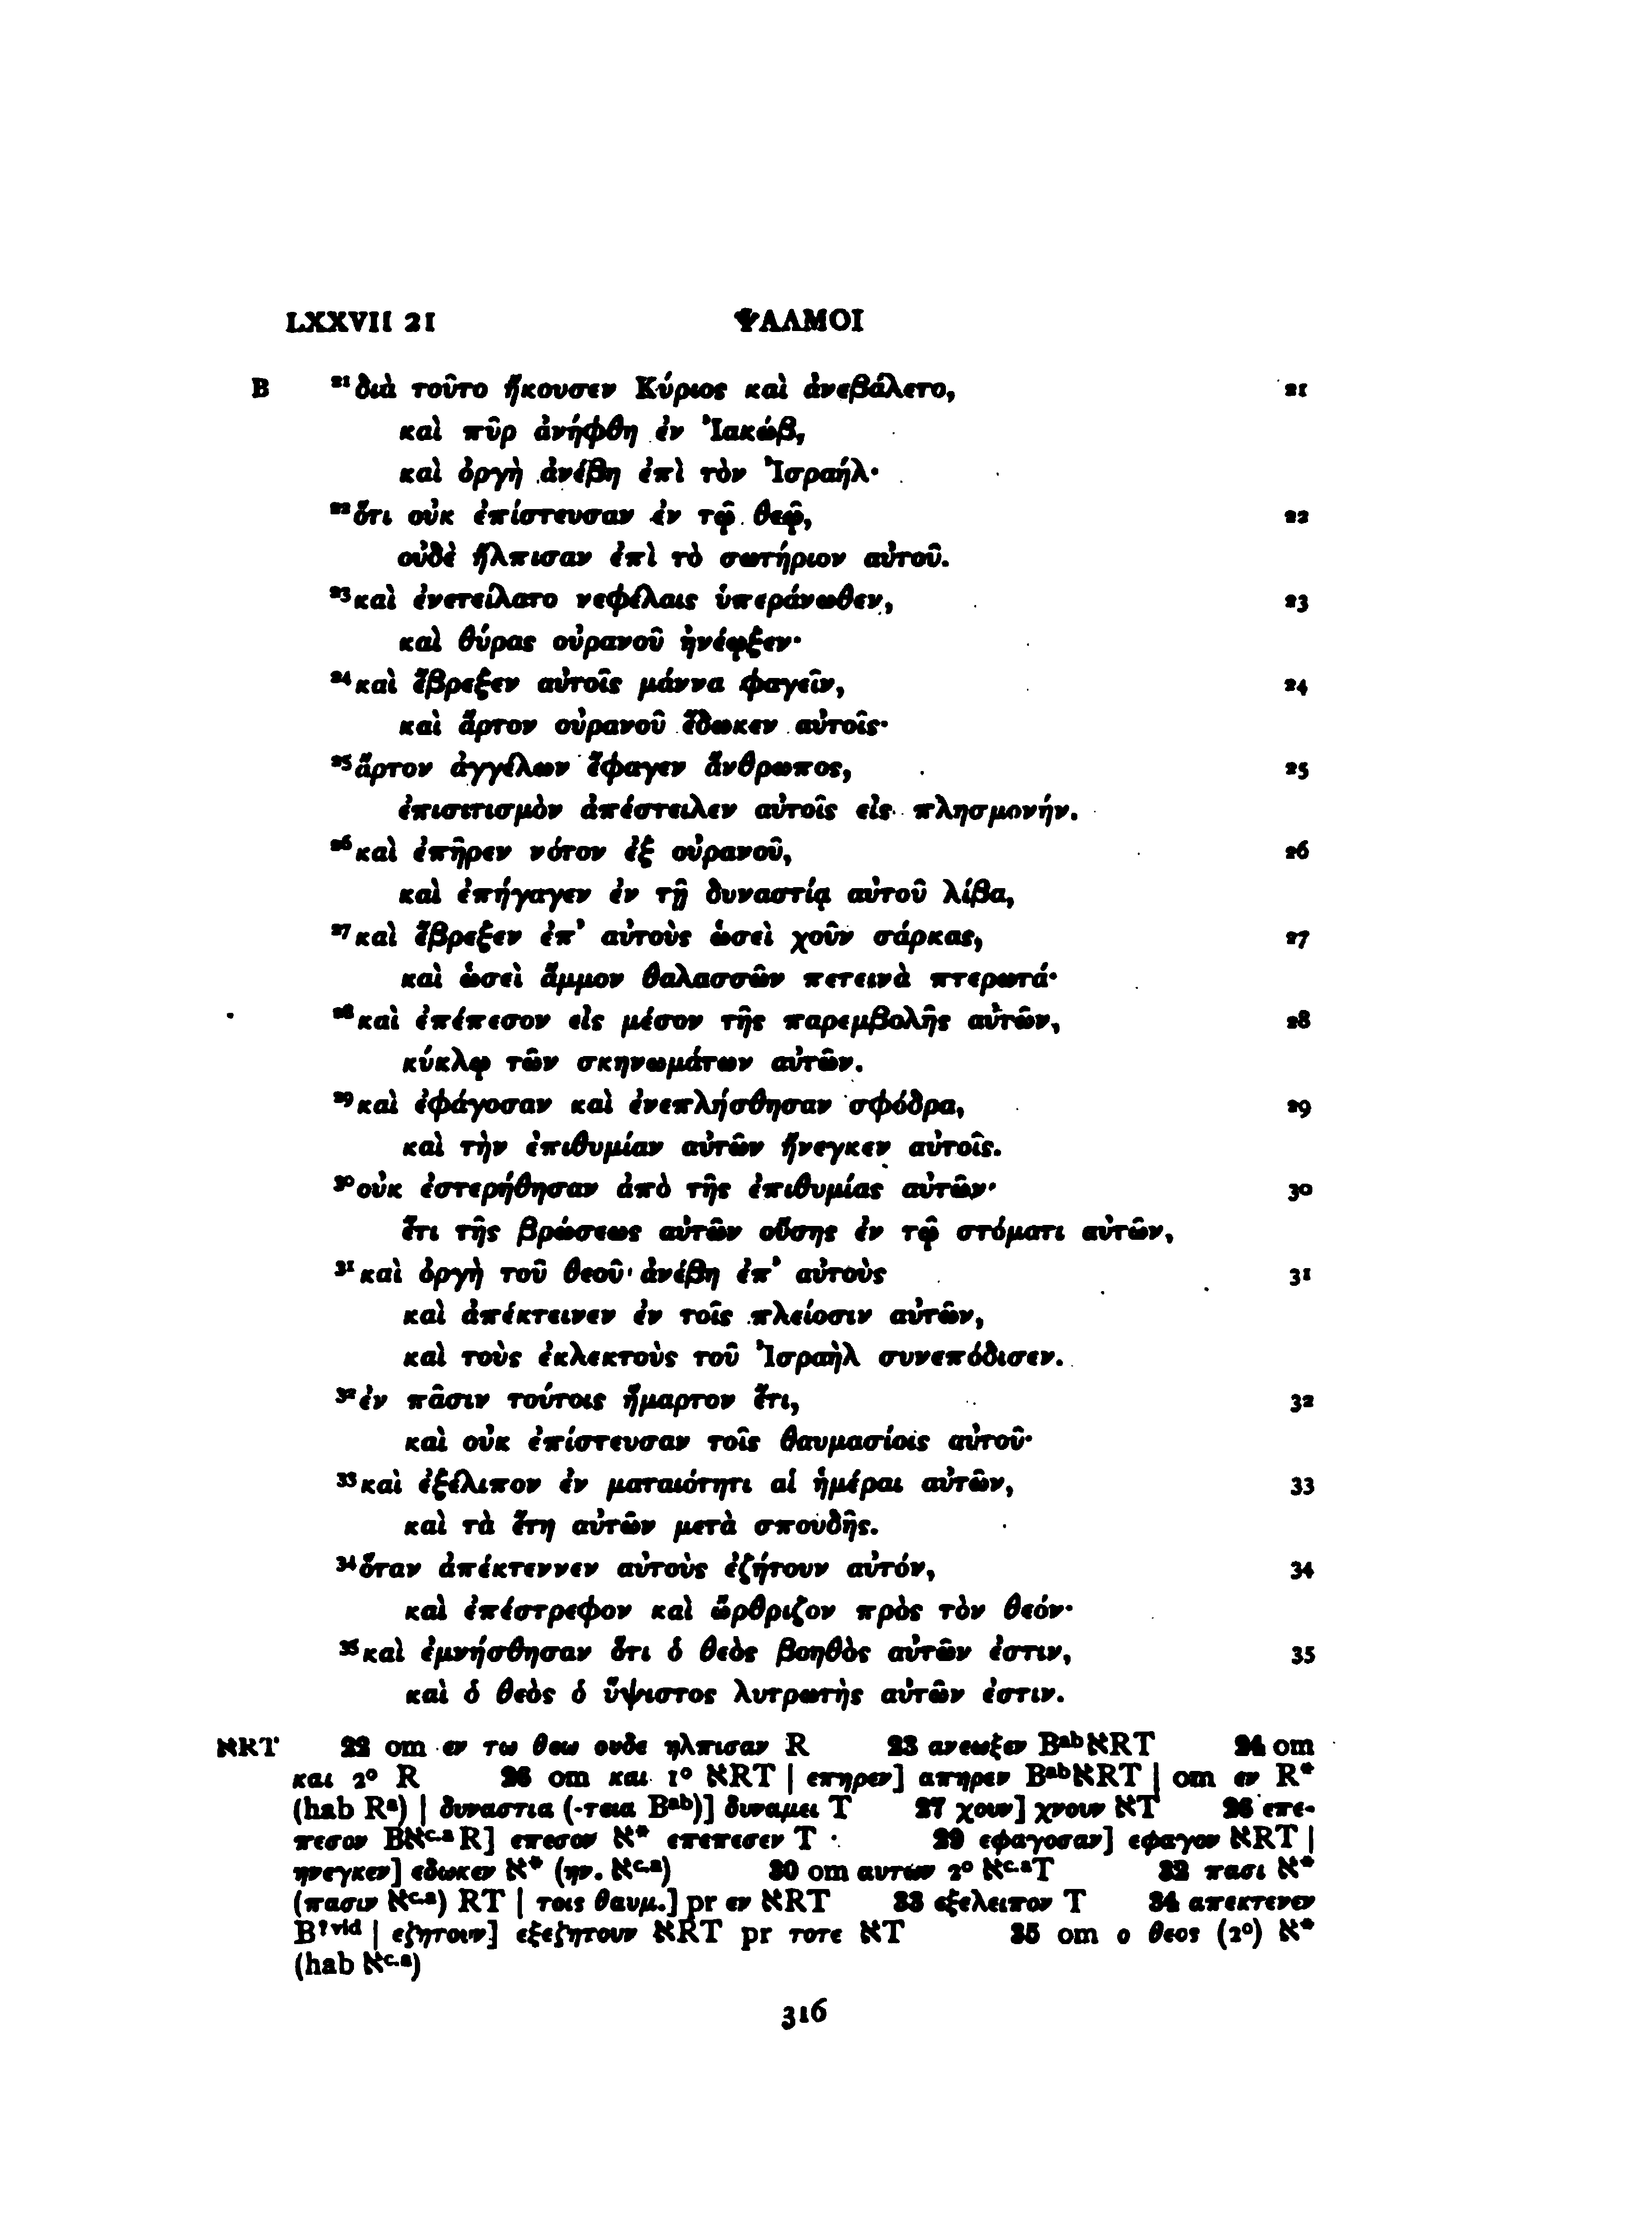 LXXVII 21 ΨΑΛΜΟΙ
B ²¹διὰ τοῦτο ἤκουσεν Κύριος καὶ ἀνεβάλετο, 21
καὶ πῦρ ἀνήφθη ἐν Ἰακώβ,
καὶ ὀργὴ ἀνέβη ἐπὶ τὸν Ἰσραήλ·
²²ὅτι οὐκ ἐπίστευσαν ἐν τῷ θεῷ, 22
οὐδὲ ἤλπισαν ἐπὶ τὸ σωτήριον αὐτοῦ.
²³καὶ ἐνετείλατο νεφέλαις ὑπεράνωθεν, 23
καὶ θύρας οὐρανοῦ ἠνέῳξεν·
²⁴καὶ ἔβρεξεν αὐτοῖς μάννα φαγεῖν, 24
καὶ ἄρτον οὐρανοῦ ἔδωκεν αὐτοῖς·
²⁵ἄρτον ἀγγέλων ἔφαγεν ἄνθρωπος, 25
ἐπισιτισμὸν ἀπέστειλεν αὐτοῖς εἰς πλησμονήν.
²⁶καὶ ἐπῆρεν νότον ἐξ οὐρανοῦ, 26
καὶ ἐπήγαγεν ἐν τῇ δυναστίᾳ αὐτοῦ λίβα,
²⁷καὶ ἔβρεξεν ἐπ’ αὐτοὺς ὡσεὶ χοῦν σάρκας, 27
καὶ ὡσεὶ ἄμμον θαλασσῶν πετεινὰ πτερωτά·
²⁸καὶ ἐπέπεσον εἰς μέσον τῆς παρεμβολῆς αὐτῶν, 28
κύκλῳ τῶν σκηνωμάτων αὐτῶν.
²⁹καὶ ἐφάγοσαν καὶ ἐνεπλήσθησαν σφόδρα, 29
καὶ τὴν ἐπιθυμίαν αὐτῶν ἤνεγκεν αὐτοῖς.
³⁰οὐκ ἐστερήθησαν ἀπὸ τῆς ἐπιθυμίας αὐτῶν· 30
ἔτι τῆς βρώσεως αὐτῶν οὔσης ἐν τῷ στόματι αὐτῶν,
³¹καὶ ὀργὴ τοῦ θεοῦ ἀνέβη ἐπ’ αὐτοὺς 31
καὶ ἀπέκτεινεν ἐν τοῖς πλείοσιν αὐτῶν,
καὶ τοὺς ἐκλεκτοὺς τοῦ Ἰσραὴλ συνεπόδισεν.
³²ἐν πᾶσιν τούτοις ἥμαρτον ἔτι, 32
καὶ οὐκ ἐπίστευσαν τοῖς θαυμασίοις αὐτοῦ·
³³καὶ ἐξέλιπον ἐν ματαιότητι αἱ ἡμέραι αὐτῶν, 33
καὶ τὰ ἔτη αὐτῶν μετὰ σπουδῆς.
³⁴ὅταν ἀπέκτεννεν αὐτοὺς ἐζήτουν αὐτόν, 34
καὶ ἐπέστρεφον καὶ ὤρθριζον πρὸς τὸν θεόν·
³⁵καὶ ἐμνήσθησαν ὅτι ὁ θεὸς βοηθὸς αὐτῶν ἐστιν, 35
καὶ ὁ θεὸς ὁ ὕψιστος λυτρωτὴς αὐτῶν ἐστιν.
ℵRT 22 om εν τω θεω ουδε ηλπισαν R 23 ανεωξεν Bᵃᵇ ℵRT 24 om
και 2° R 26 om και 1° ℵRT | επηρεν] απηρεν Bᵃᵇ ℵRT | om εν R*
(hab Rᵃ) | δυναστια (-τεια Bᵃᵇ)] δυναμει T 27 χουν] χνουν ℵT 28 επε-
πεσον Bℵᶜ·ᵃ R] επεσον ℵ* επεπεσεν T 29 εφαγοσαν] εφαγον ℵRT |
ηνεγκεν] εδωκεν ℵ* (ην. ℵᶜ·ᵃ) 30 om αυτων 2° ℵᶜ·ᵃ T 32 πασι ℵ*
(πασιν ℵᶜ·ᵃ) RT | τοις θαυμ.] pr εν ℵRT 33 εξελειπον T 34 απεκτενεν
B?ᵛⁱᵈ | εζητουν] εξεζητουν ℵRT pr τοτε ℵT 35 om ο θεος (2°) ℵ*
(hab ℵᶜ·ᵃ)
316